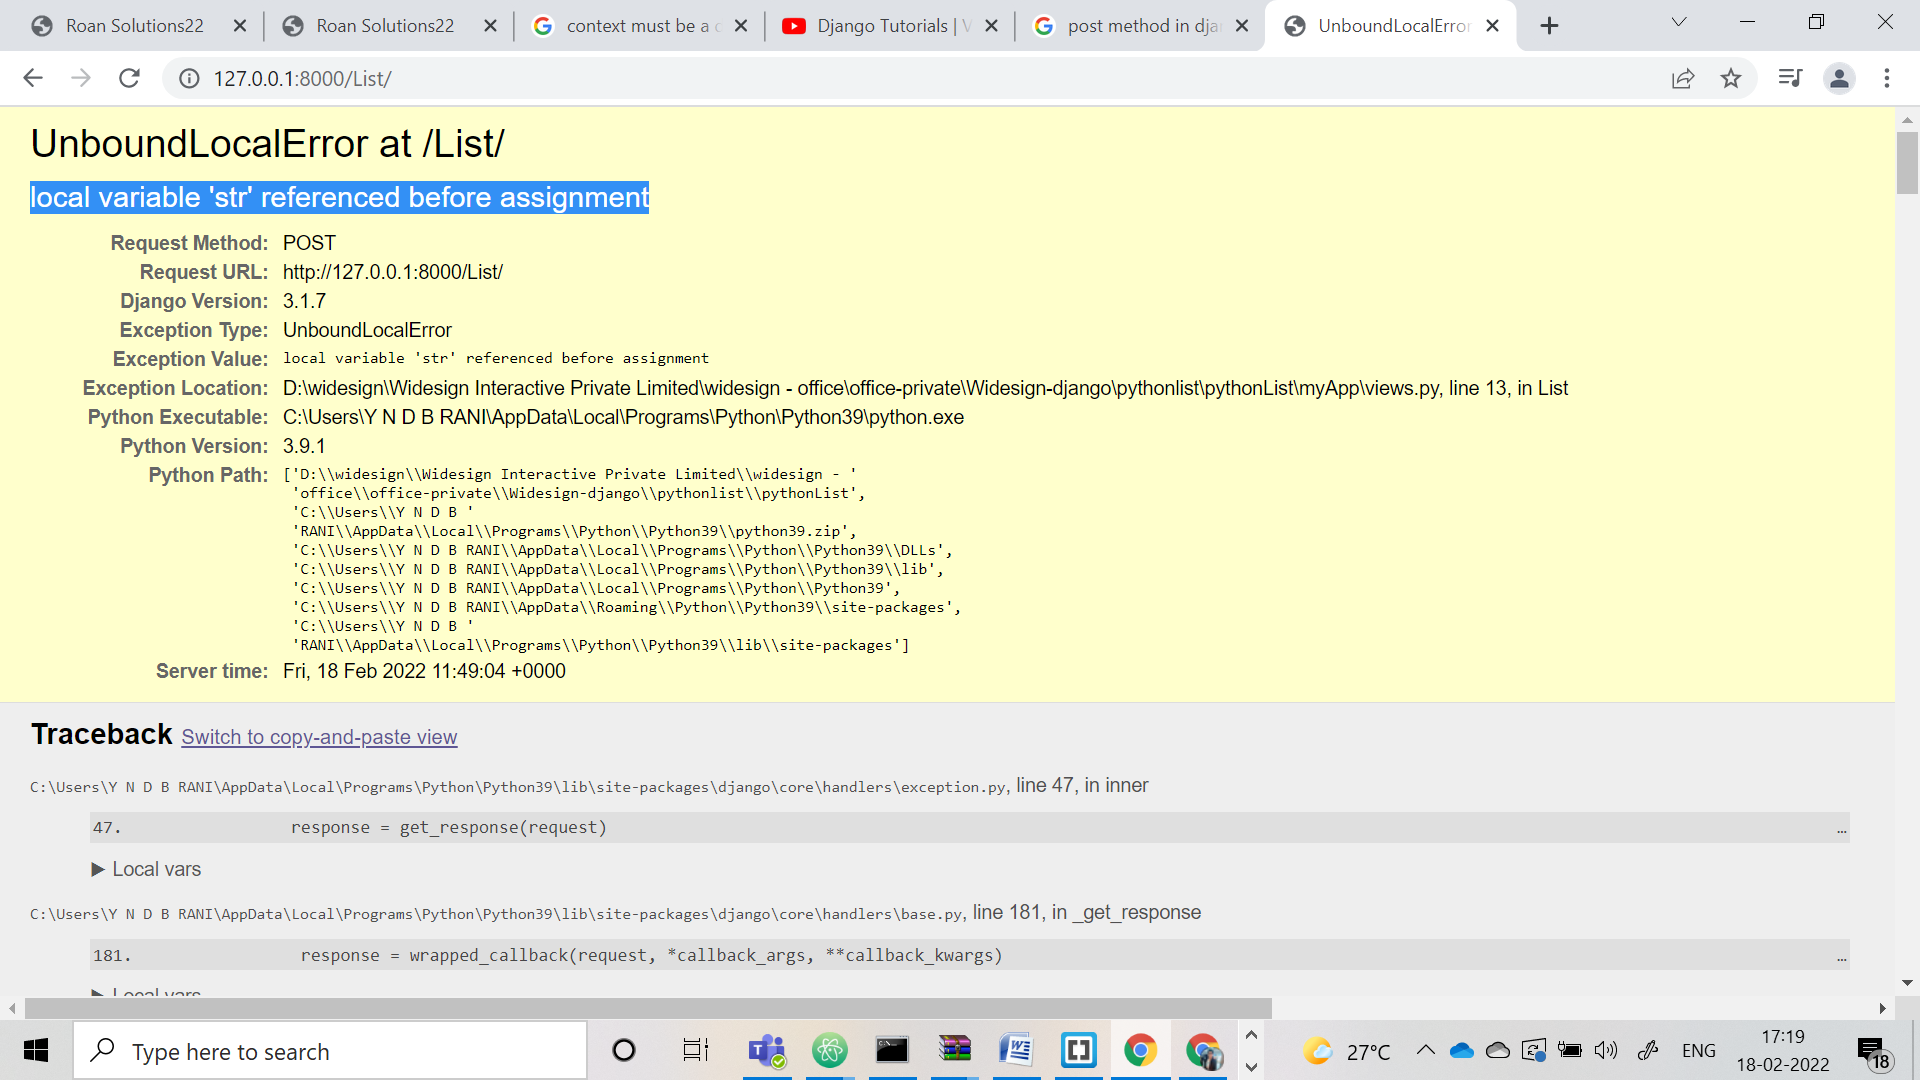 Roan Solutions22
Roan Solutions22
context must be a
Django Tutorials |
post method in
UnboundLocalError
127.0.0.1:8000/List/
UnboundLocalError at /List/
local variable 'str' referenced before assignment
Request Method: POST
Request URL: http://127.0.0.1:8000/List/
Django Version: 3.1.7
Exception Type: UnboundLocalError
Exception Value: local variable 'str' referenced before assignment
Exception Location: D:\widesign\Widesign Interactive Private Limited\widesign - office\office-private\Widesign-django\pythonlist\pythonList\myApp\views.py, line 13, in List
Python Executable: C:\Users\Y N D B RANI\AppData\Local\Programs\Python\Python39\python.exe
Python Version: 3.9.1
Python Path: ['D:\\widesign\\Widesign Interactive Private Limited\\widesign - '
'office\\office-private\\Widesign-django\\pythonlist\\pythonList',
'C:\\Users\\Y N D B '
'RANI\\AppData\\Local\\Programs\\Python\\Python39\\python39.zip',
'C:\\Users\\Y N D B RANI\\AppData\\Local\\Programs\\Python\\Python39\\DLLs',
'C:\\Users\\Y N D B RANI\\AppData\\Local\\Programs\\Python\\Python39\\lib',
'C:\\Users\\Y N D B RANI\\AppData\\Local\\Programs\\Python\\Python39',
'C:\\Users\\Y N D B RANI\\AppData\\Roaming\\Python\\Python39\\site-packages',
'C:\\Users\\Y N D B '
'RANI\\AppData\\Local\\Programs\\Python\\Python39\\lib\\site-packages']
Server time: Fri, 18 Feb 2022 11:49:04 +0000
Traceback Switch to copy-and-paste view
C:\Users\Y N D B RANI\AppData\Local\Programs\Python\Python39\lib\site-packages\django\core\handlers\exception.py, line 47, in inner
47. response = get_response(request) …
▶ Local vars
C:\Users\Y N D B RANI\AppData\Local\Programs\Python\Python39\lib\site-packages\django\core\handlers\base.py, line 181, in _get_response
181. response = wrapped_callback(request, *callback_args, **callback_kwargs) …
▶ Local vars
Type here to search
27°C
ENG
17:19
18-02-2022
18